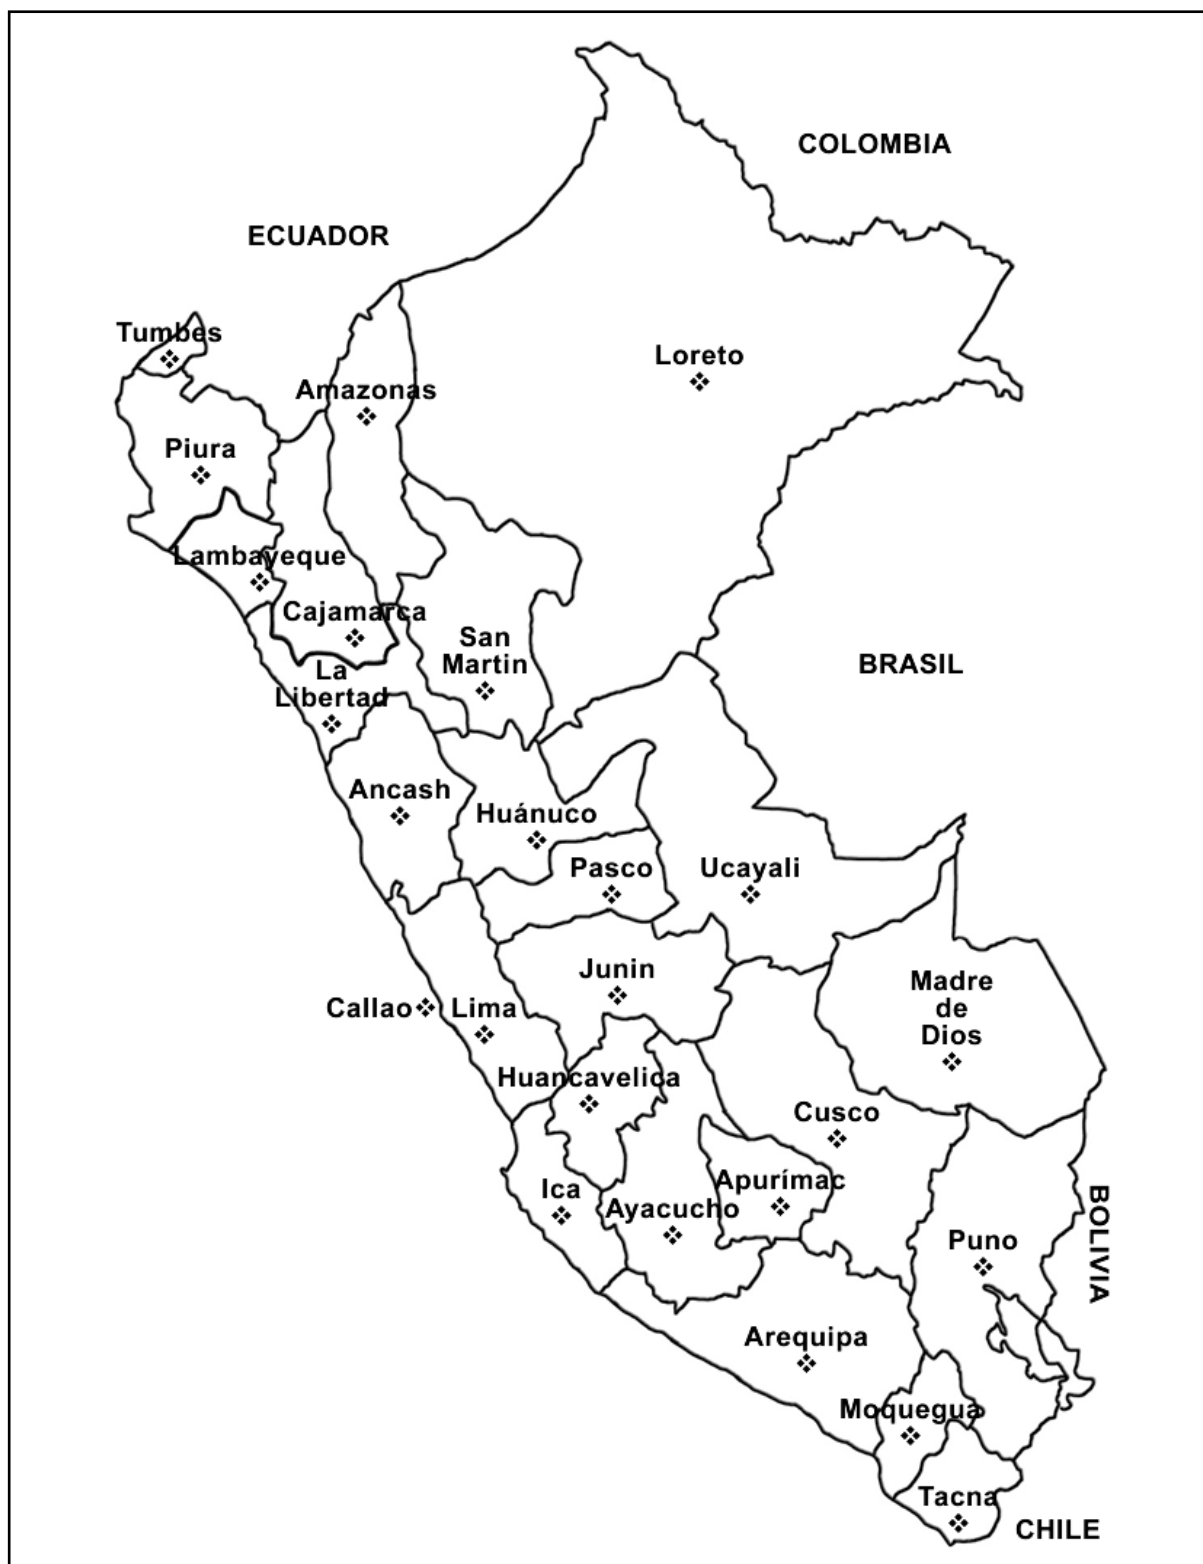 COLOMBIA
ECUADOR
Tumbes
Loreto
Amazonas
Piura
Lambayeque
Cajamarca
San
Martin
BRASIL
La
Libertad
Ancash
Huánuco
Pasco
Ucayali
Junin
Madre
de
Dios
Callao
Lima
Huancavelica
Cusco
Apurímac
Ica
Ayacucho
BOLIVIA
Puno
Arequipa
Moquegua
Tacna
CHILE